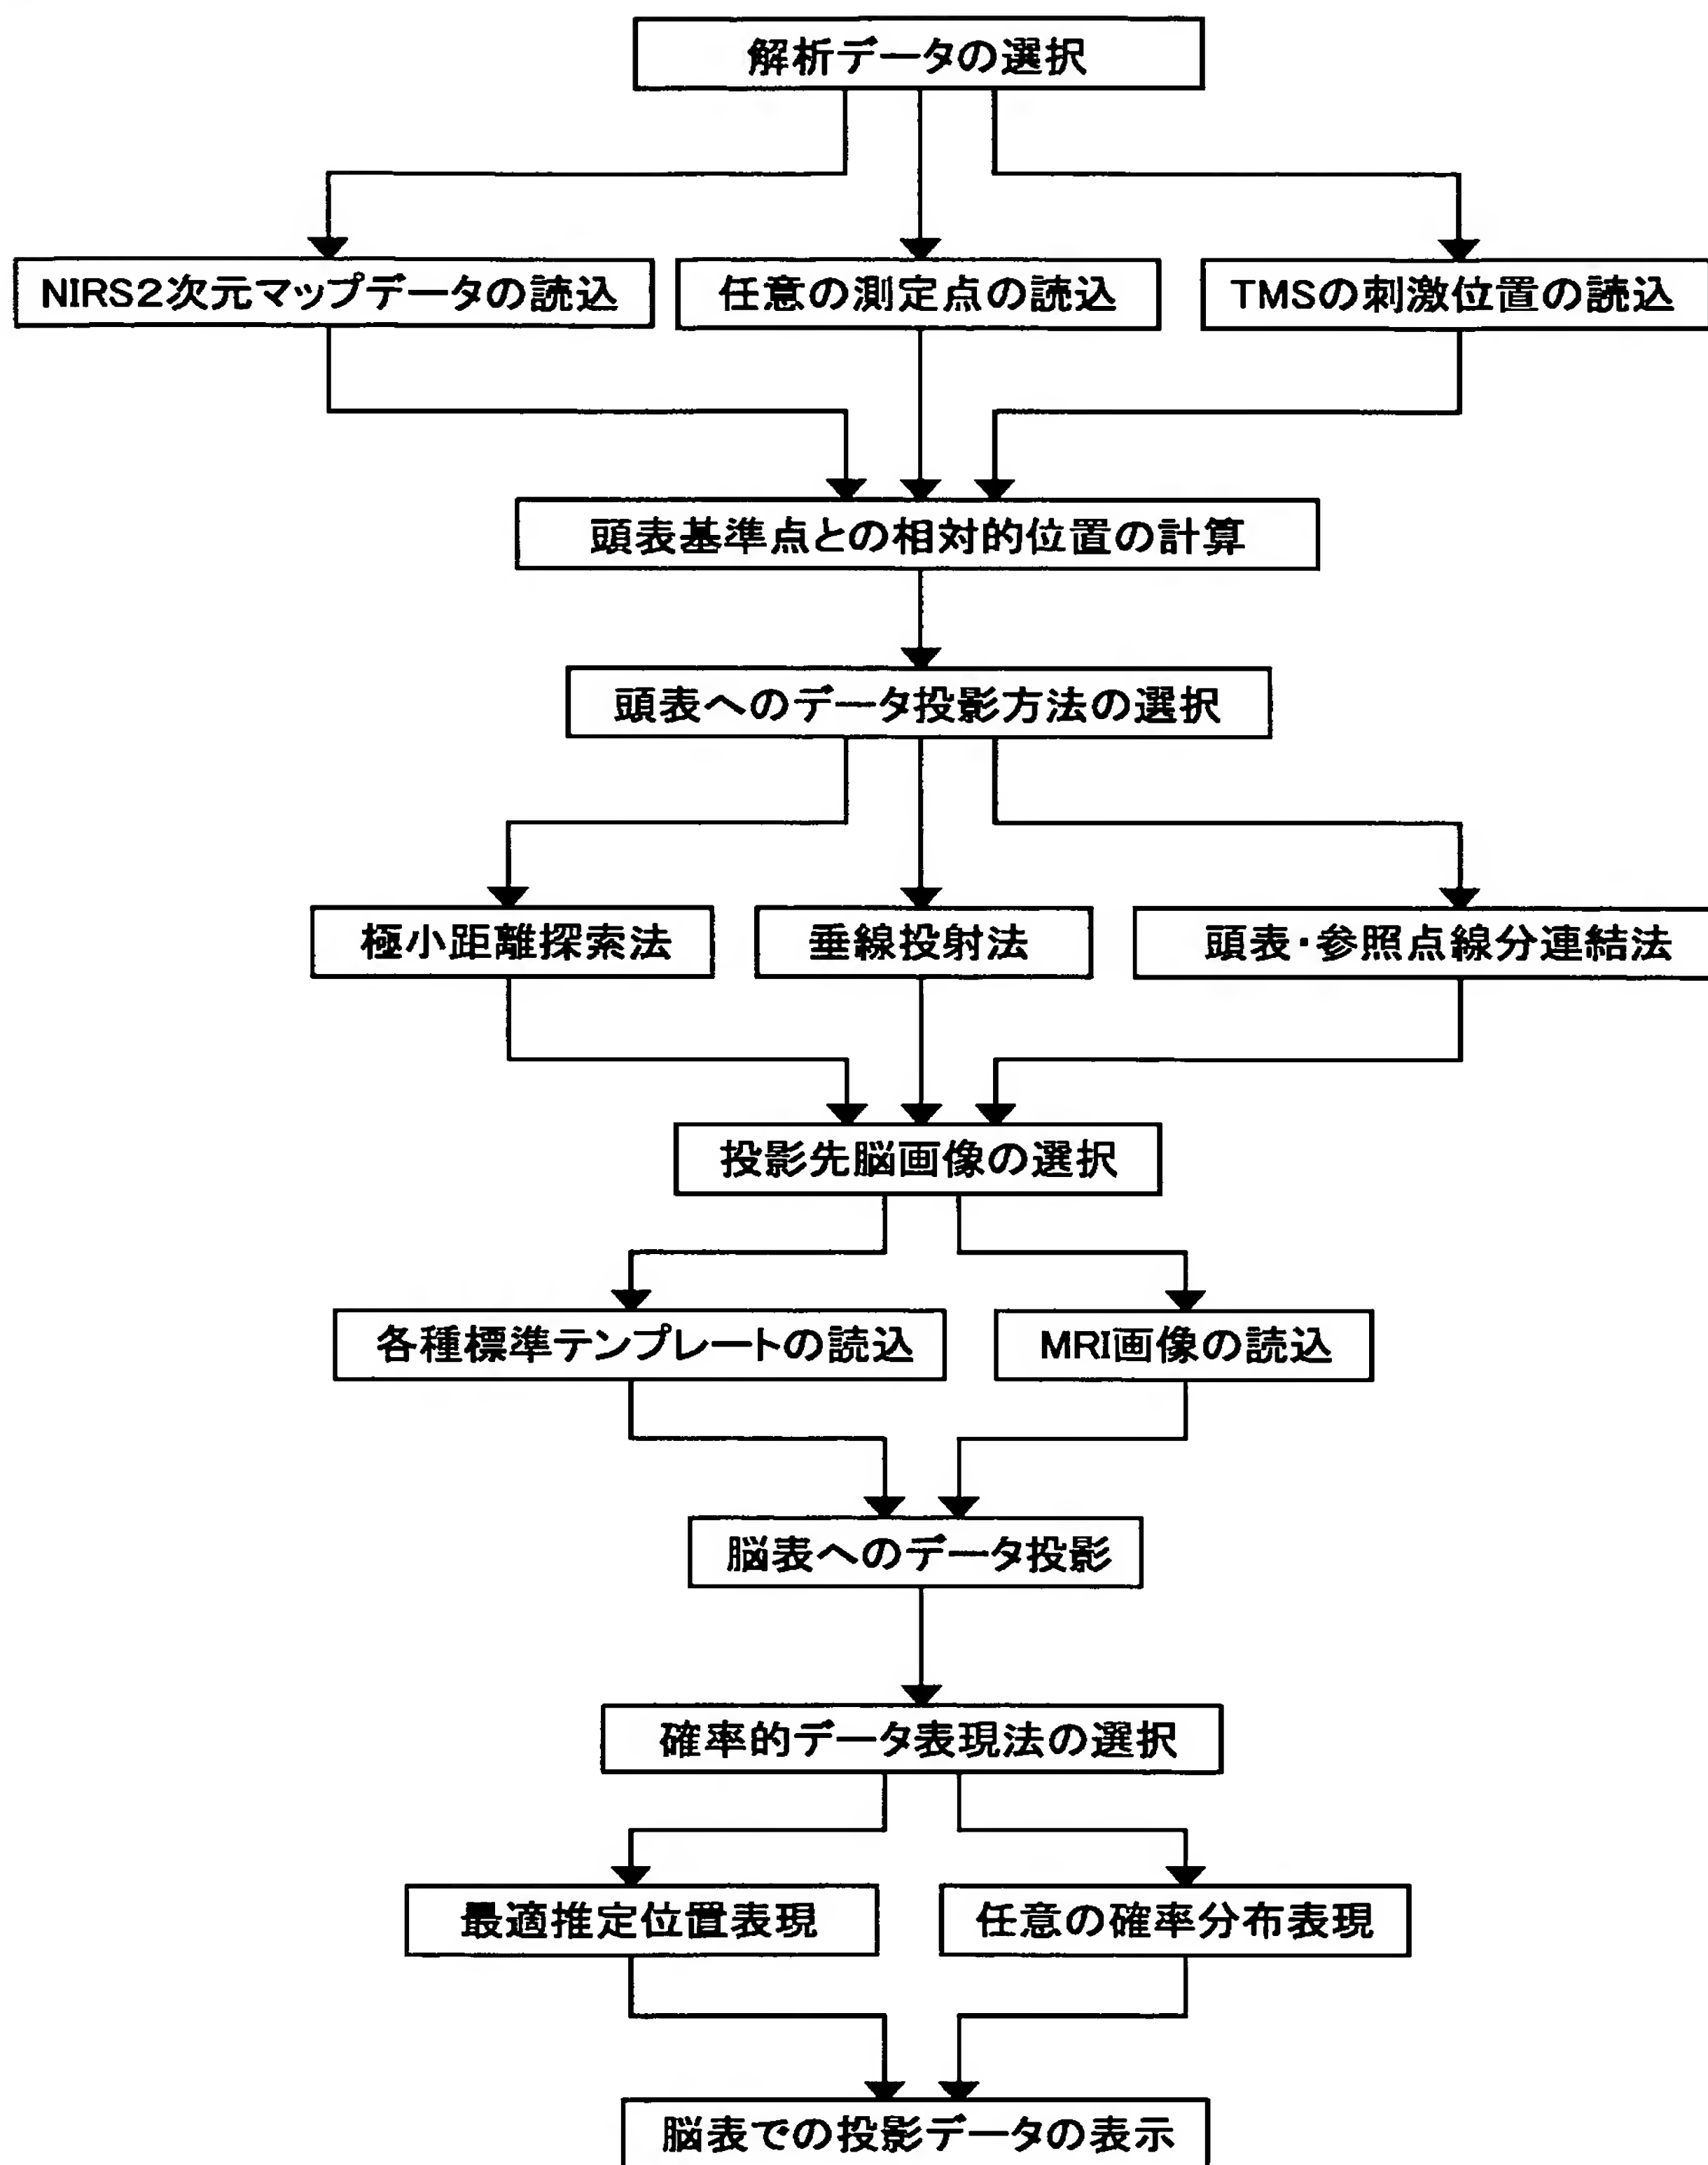 解析データの選択
NIRS2次元マップデータの読込
任意の測定点の読込
TMSの刺激位置の読込
頭表基準点との相対的位置の計算
頭表へのデータ投影方法の選択
極小距離探索法
垂線投射法
頭表・参照点線分連結法
投影先脳画像の選択
各種標準テンプレートの読込
MRI画像の読込
脳表へのデータ投影
確率的データ表現法の選択
最適推定位置表現
任意の確率分布表現
脳表での投影データの表示